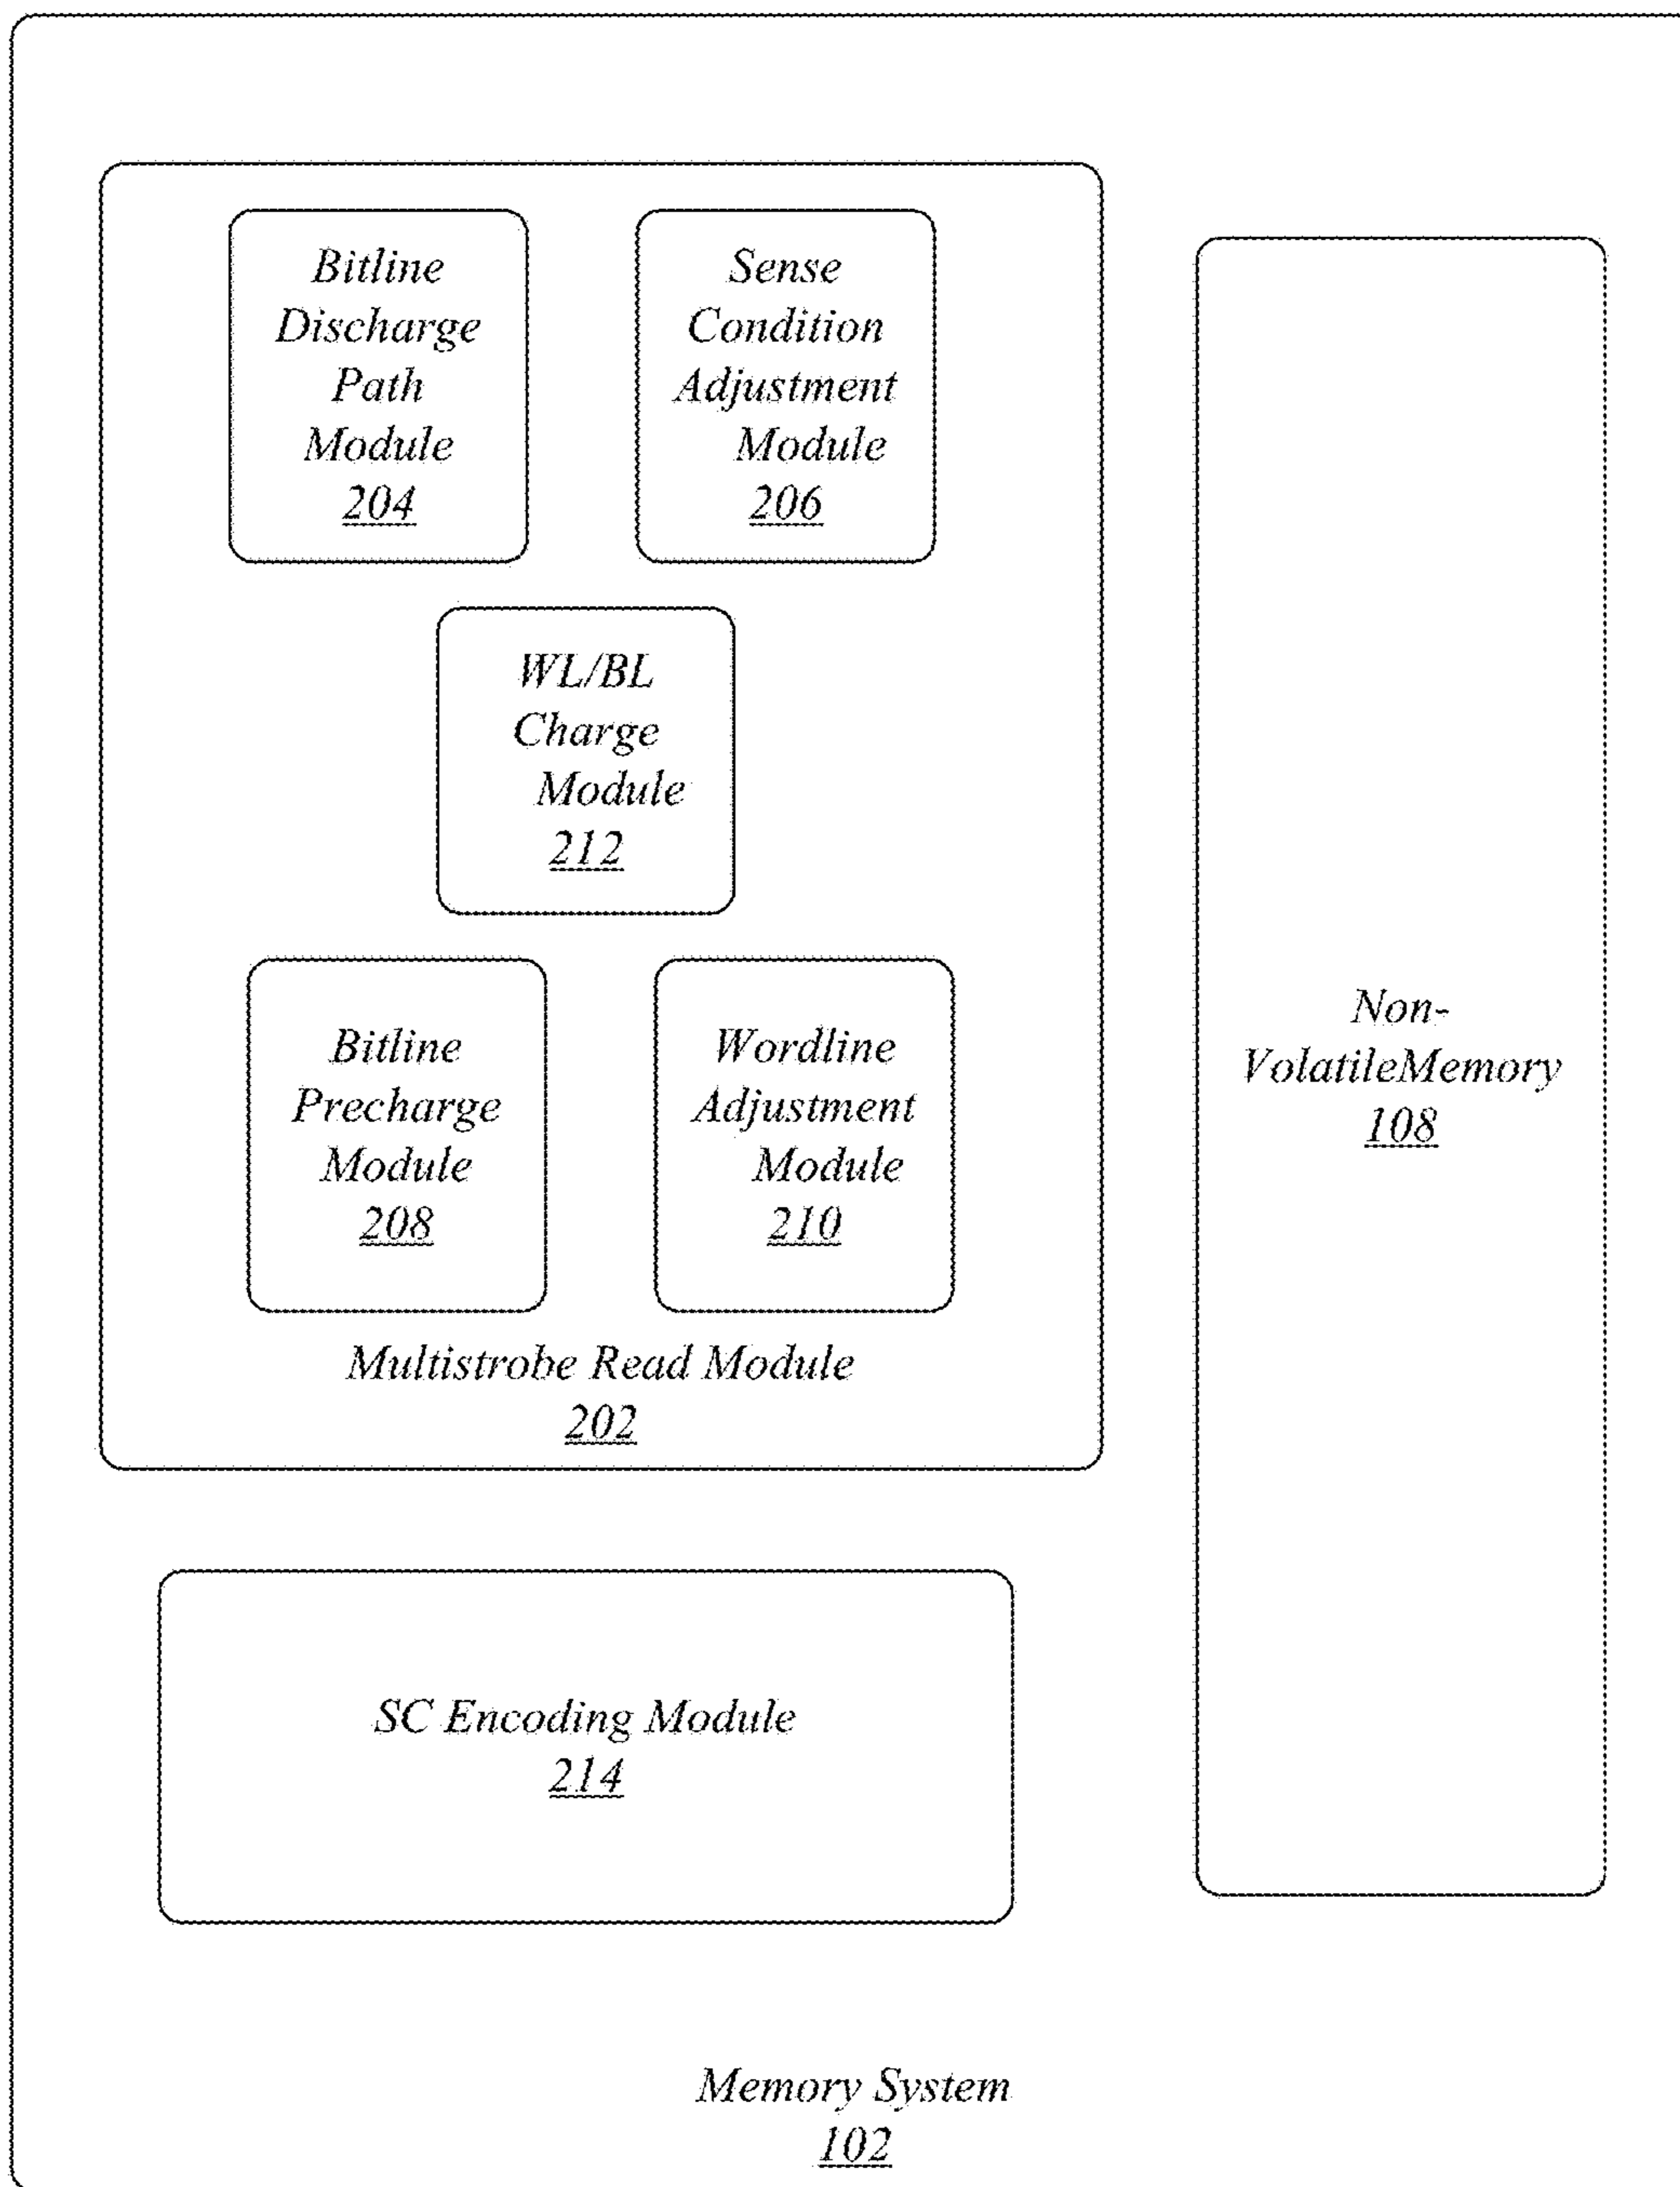 Bitline
Discharge
Path
Module
204
Sense
Condition
Adjustment
Module
206
WL/BL
Charge
Module
212
Bitline
Precharge
Module
208
Wordline
Adjustment
Module
210
Multistrobe Read Module
202
Non-
VolatileMemory
108
SC Encoding Module
214
Memory System
102